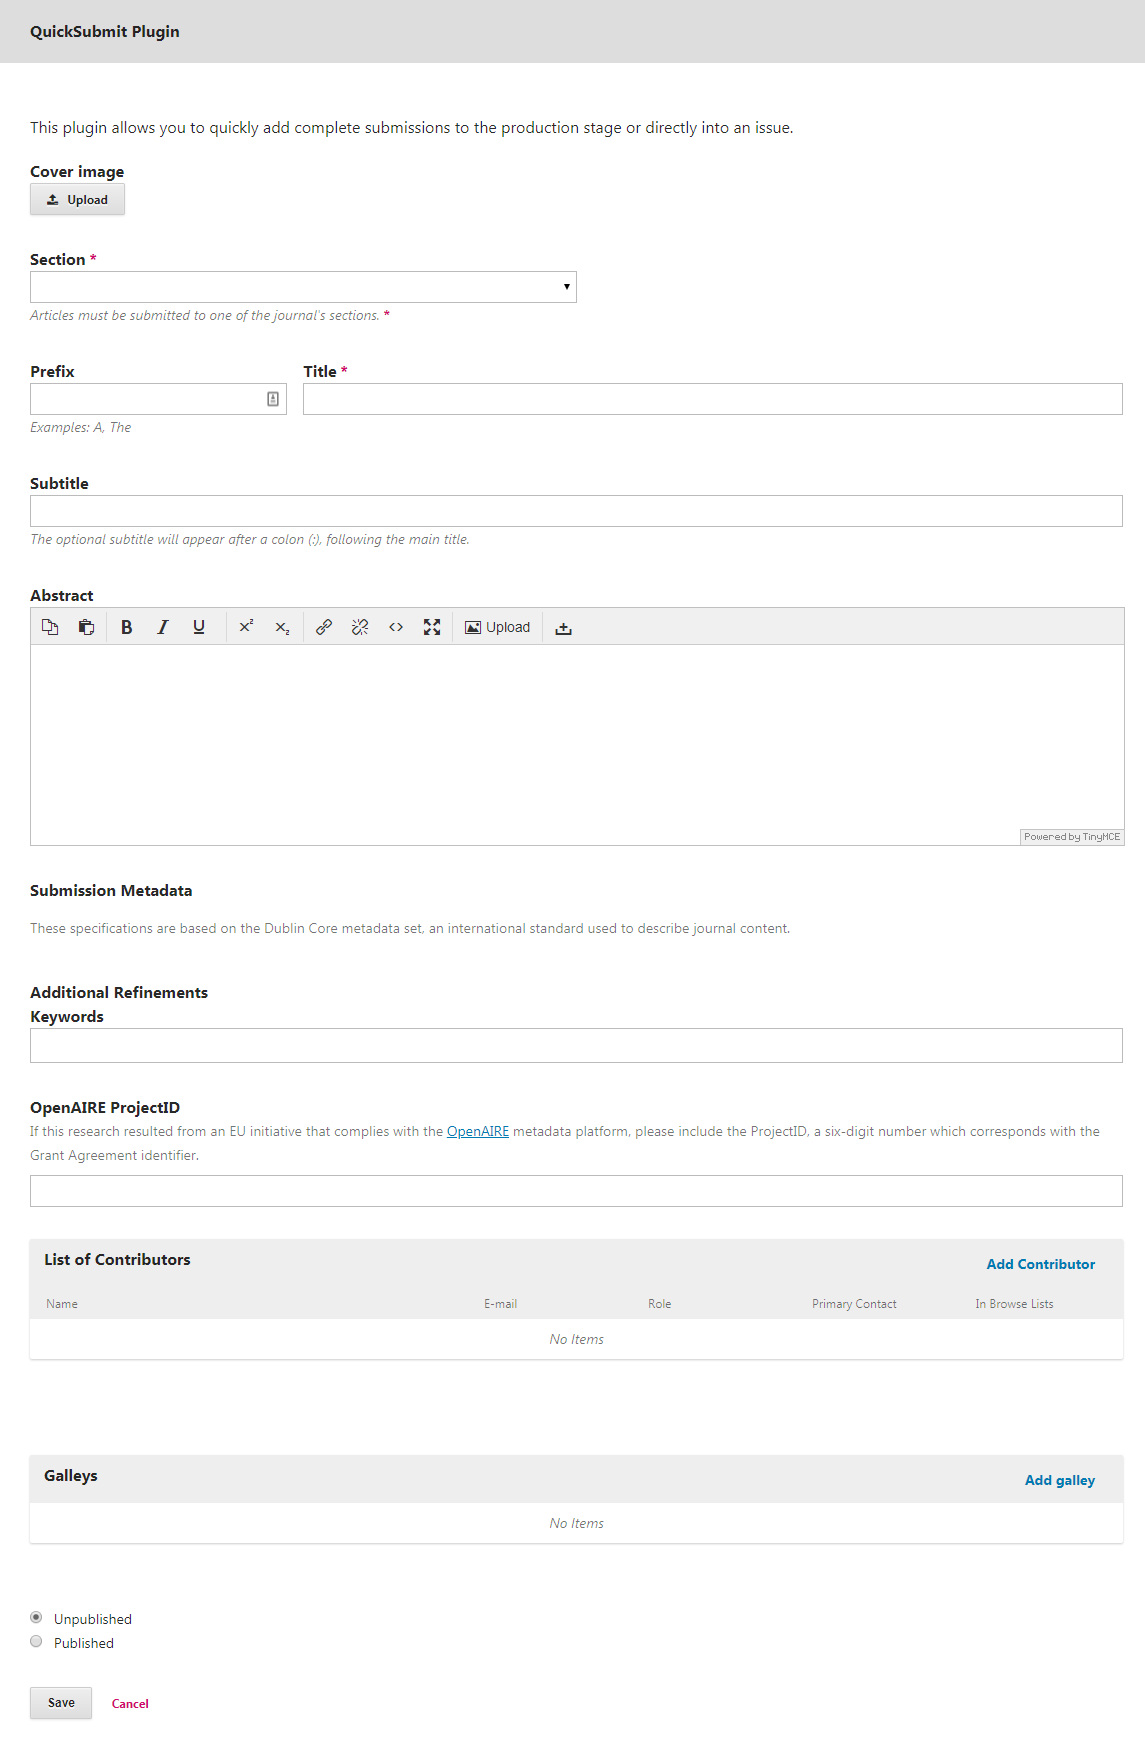 QuickSubmit Plugin
This plugin allows you to quickly add complete submissions to the production stage or directly into an issue.
Cover image
Upload
Section *
Articles must be submitted to one of the journal's sections. *
Prefix Title *
Examples: A, The
Subtitle
The optional subtitle will appear after a colon (:), following the main title.
Abstract
B I U x² x₂ <> Upload
Powered by TinyMCE
Submission Metadata
These specifications are based on the Dublin Core metadata set, an international standard used to describe journal content.
Additional Refinements
Keywords
OpenAIRE ProjectID
If this research resulted from an EU initiative that complies with the OpenAIRE metadata platform, please include the ProjectID, a six-digit number which corresponds with the
Grant Agreement identifier.
List of Contributors Add Contributor
Name E-mail Role Primary Contact In Browse Lists
No Items
Galleys Add galley
No Items
Unpublished
Published
Save Cancel